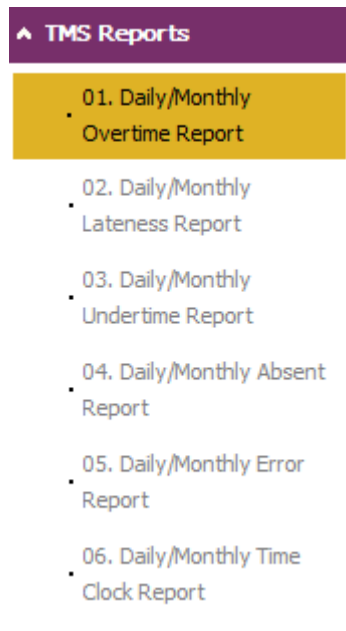 TMS Reports
01. Daily/Monthly
Overtime Report
02. Daily/Monthly
Lateness Report
03. Daily/Monthly
Undertime Report
04. Daily/Monthly Absent
Report
05. Daily/Monthly Error
Report
06. Daily/Monthly Time
Clock Report